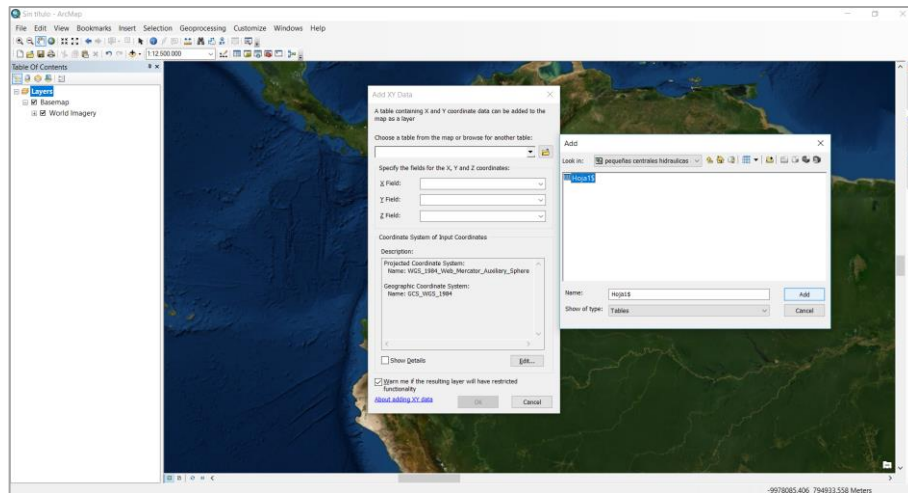 Sin título - ArcMap
File Edit View Bookmarks Insert Selection Geoprocessing Customize Windows Help
1:12.500.000
Table Of Contents
Layers
Basemap
World Imagery
Add XY Data
A table containing X and Y coordinate data can be added to the
map as a layer
Choose a table from the map or browse for another table:
Specify the fields for the X, Y and Z coordinates:
X Field:
Y Field:
Z Field:
Coordinate System of Input Coordinates
Description:
Projected Coordinate System:
Name: WGS_1984_Web_Mercator_Auxiliary_Sphere
Geographic Coordinate System:
Name: GCS_WGS_1984
Show Details
Edit...
Warn me if the resulting layer will have restricted
functionality
About adding XY data
OK
Cancel
Add
Look in: pequeñas centrales hidraulicas
Hoja1$
Name: Hoja1$
Add
Show of type: Tables
Cancel
-9978085.406 794933.558 Meters